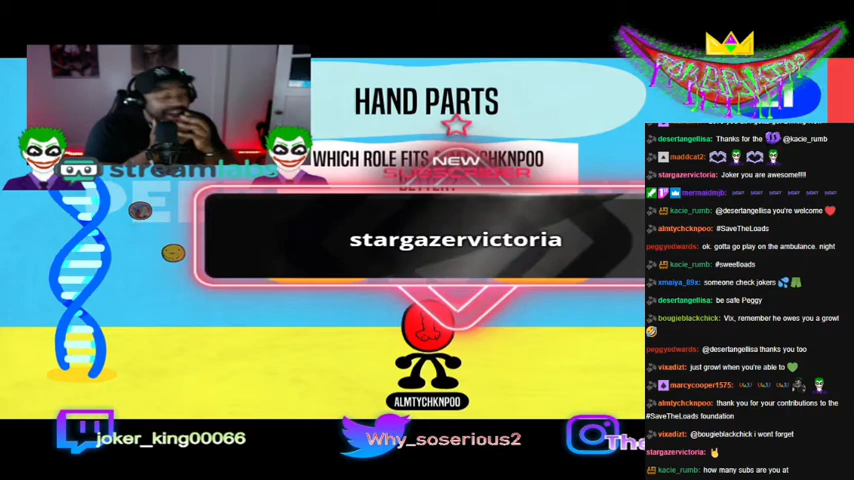 HAND PARTS
WHICH ROLE FITS
HKNPOO
NEW
SUBSCRIBER
streamlabs
stargazervictoria
ALMTYCHKNPOO
joker_king00066
Why_soserious2
The
desertangellisa: Thanks for the @kacie_rumb
maddcat2:
stargazervictoria: Joker you are awesome!!!!
mermaidmjb:
kacie_rumb: @desertangellisa you're welcome
almtychcknpoo: #SaveTheLoads
peggyedwards: ok. gotta go play on the ambulance. night
kacie_rumb: #sweetloads
xmaiya_89x: someone check jokers
desertangellisa: be safe Peggy
bougieblackchick: Vix, remember he owes you a growl
peggyedwards: @desertangellisa thanks you too
vixadizt: just growl when you're able to
marcycooper1575:
almtychcknpoo: thank you for your contributions to the
#SaveTheLoads foundation
vixadizt: @bougieblackchick i wont forget
stargazervictoria:
kacie_rumb: how many subs are you at